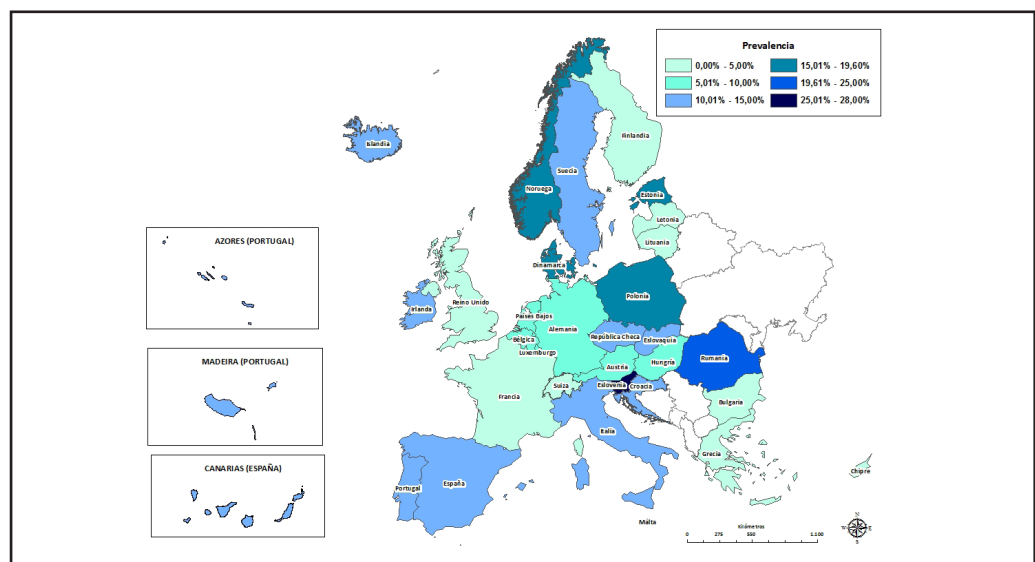 Prevalencia
0,00% - 5,00%
5,01% - 10,00%
10,01% - 15,00%
15,01% - 19,60%
19,61% - 25,00%
25,01% - 28,00%
Islandia
Finlandia
Suecia
Noruega
Estonia
Letonia
Lituania
Dinamarca
Irlanda
Reino Unido
Países Bajos
Bélgica
Luxemburgo
Alemania
Polonia
República Checa
Eslovaquia
Austria
Hungría
Rumania
Suiza
Eslovenia
Croacia
Francia
Italia
Bulgaria
Grecia
Chipre
Portugal
España
Malta
AZORES (PORTUGAL)
MADEIRA (PORTUGAL)
CANARIAS (ESPAÑA)
Kilómetros
0 275 550 1.100
N
W E
S